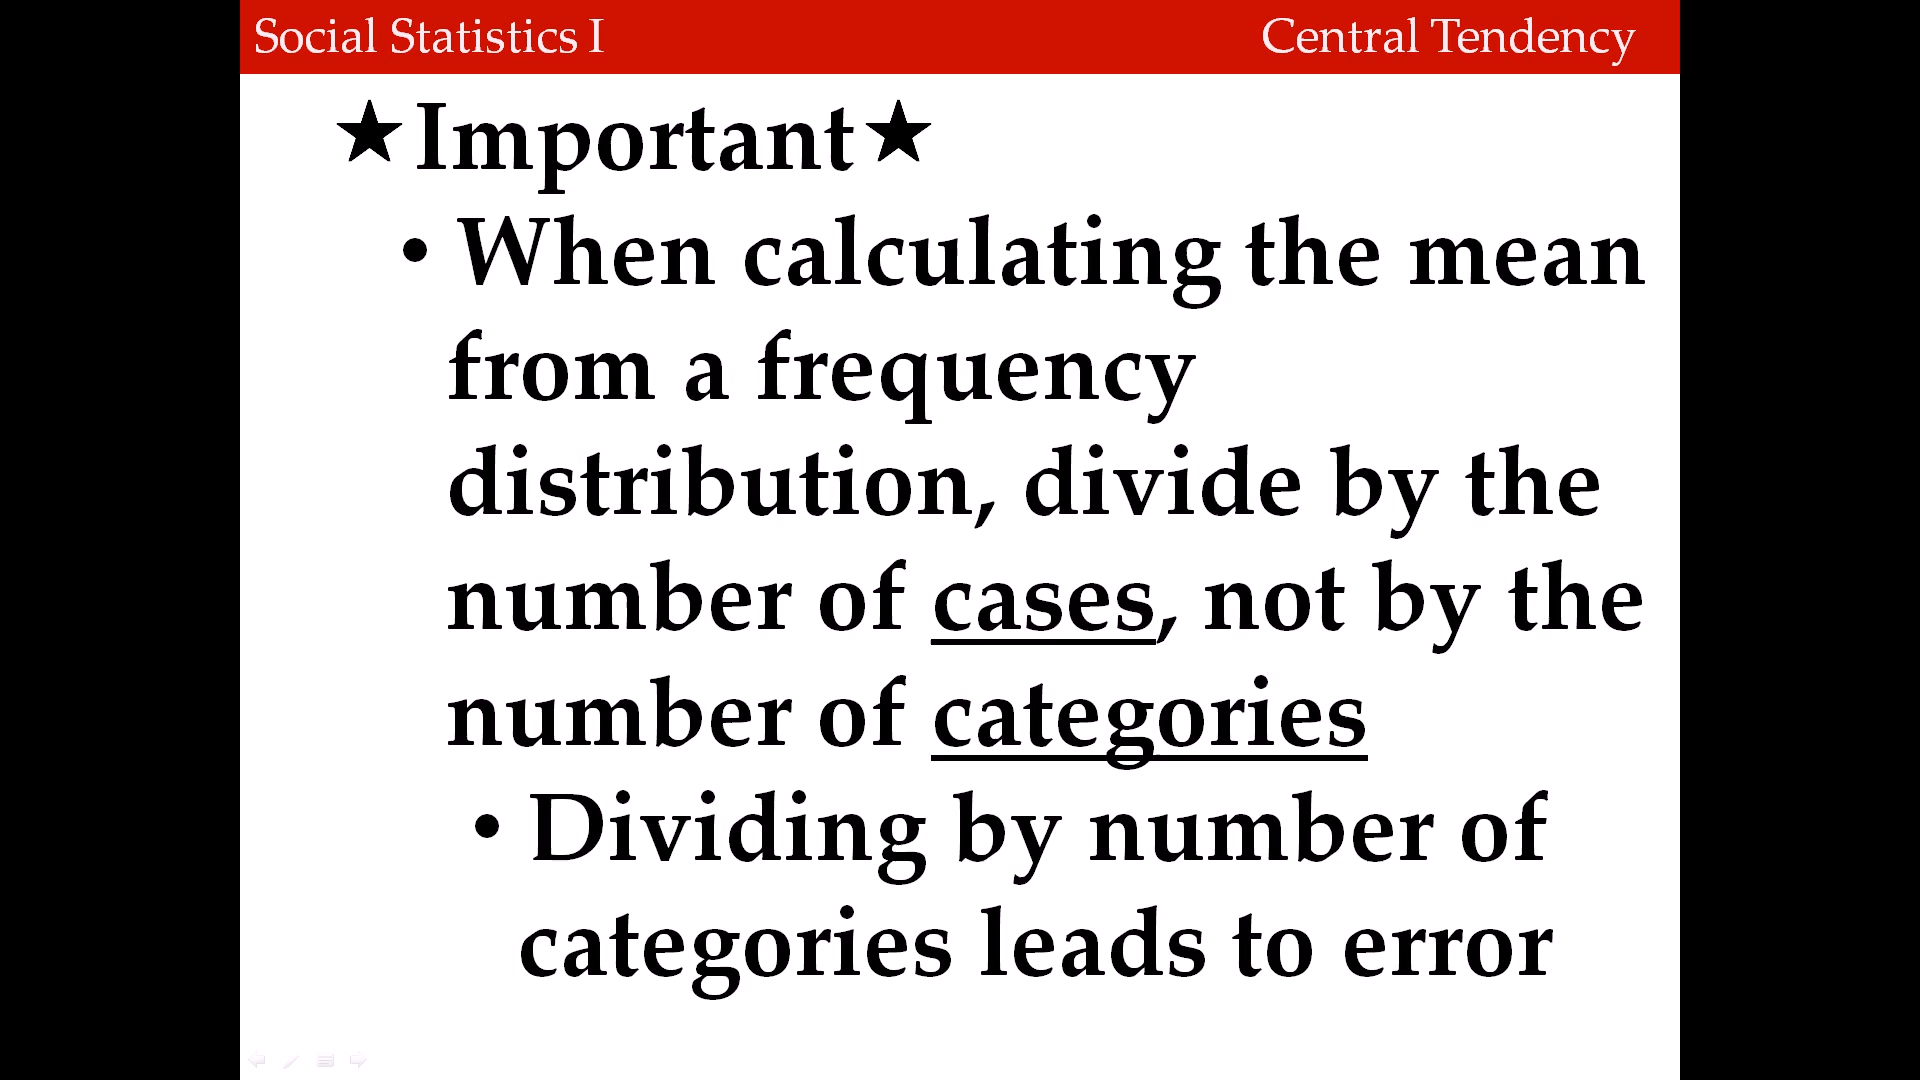 Social Statistics I Central Tendency
★Important★
• When calculating the mean
from a frequency
distribution, divide by the
number of cases, not by the
number of categories
• Dividing by number of
categories leads to error